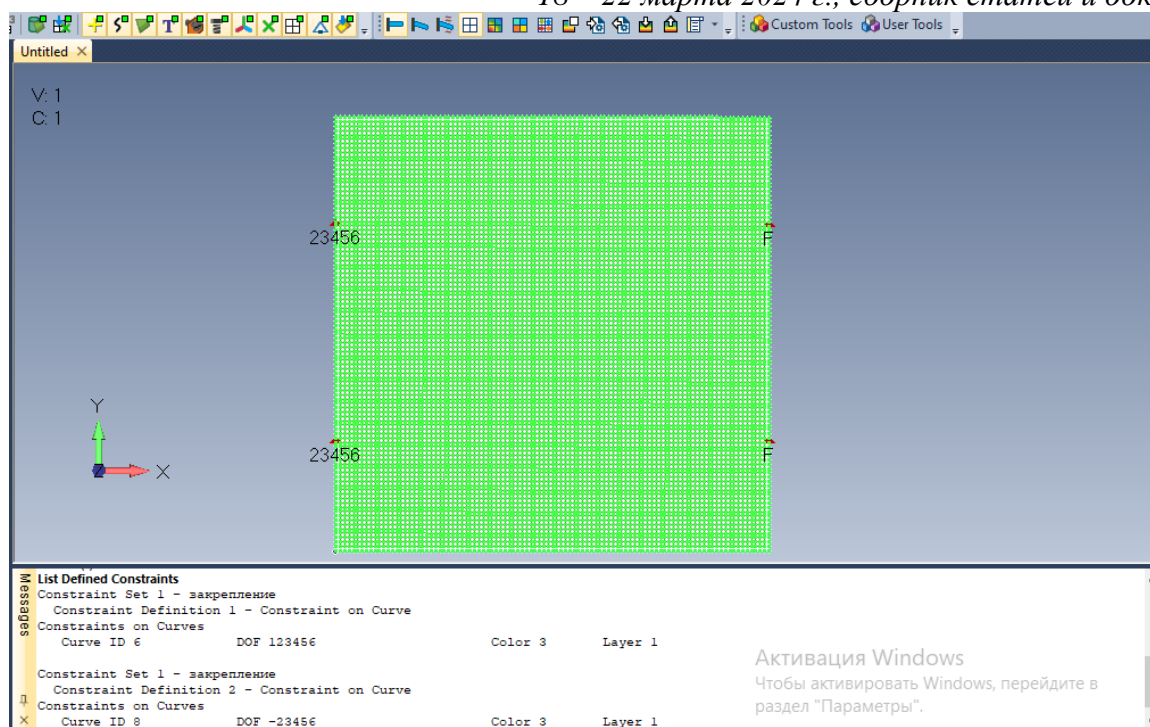 18 – 22 марта 2024 г., сборник статей и док
Custom Tools User Tools
Untitled ×
V: 1
C: 1
23456 F
Y
23456 F
X
Messages
List Defined Constraints
Constraint Set 1 - закрепление
Constraint Definition 1 - Constraint on Curve
Constraints on Curves
Curve ID 6 DOF 123456 Color 3 Layer 1
Constraint Set 1 - закрепление
Constraint Definition 2 - Constraint on Curve
Constraints on Curves
Curve ID 8 DOF -23456 Color 3 Layer 1
Активация Windows
Чтобы активировать Windows, перейдите в
раздел "Параметры".